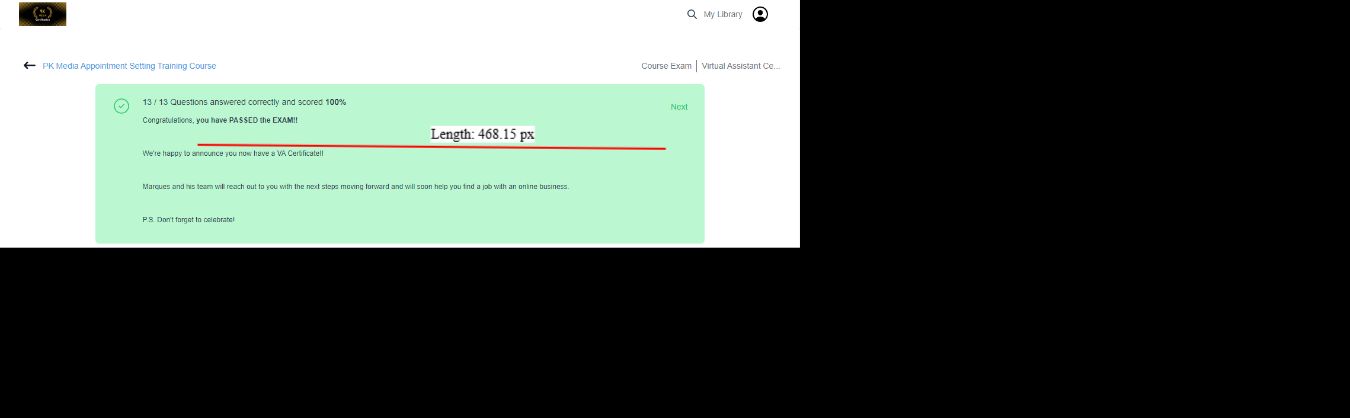 My Library
PK Media Appointment Setting Training Course
Course Exam Virtual Assistant Ce...
13 / 13 Questions answered correctly and scored 100%
Next
Congratulations, you have PASSED the EXAM!!
Length: 468.15 px
We're happy to announce you now have a VA Certificate!!
Marques and his team will reach out to you with the next steps moving forward and will soon help you find a job with an online business.
P.S. Don't forget to celebrate!